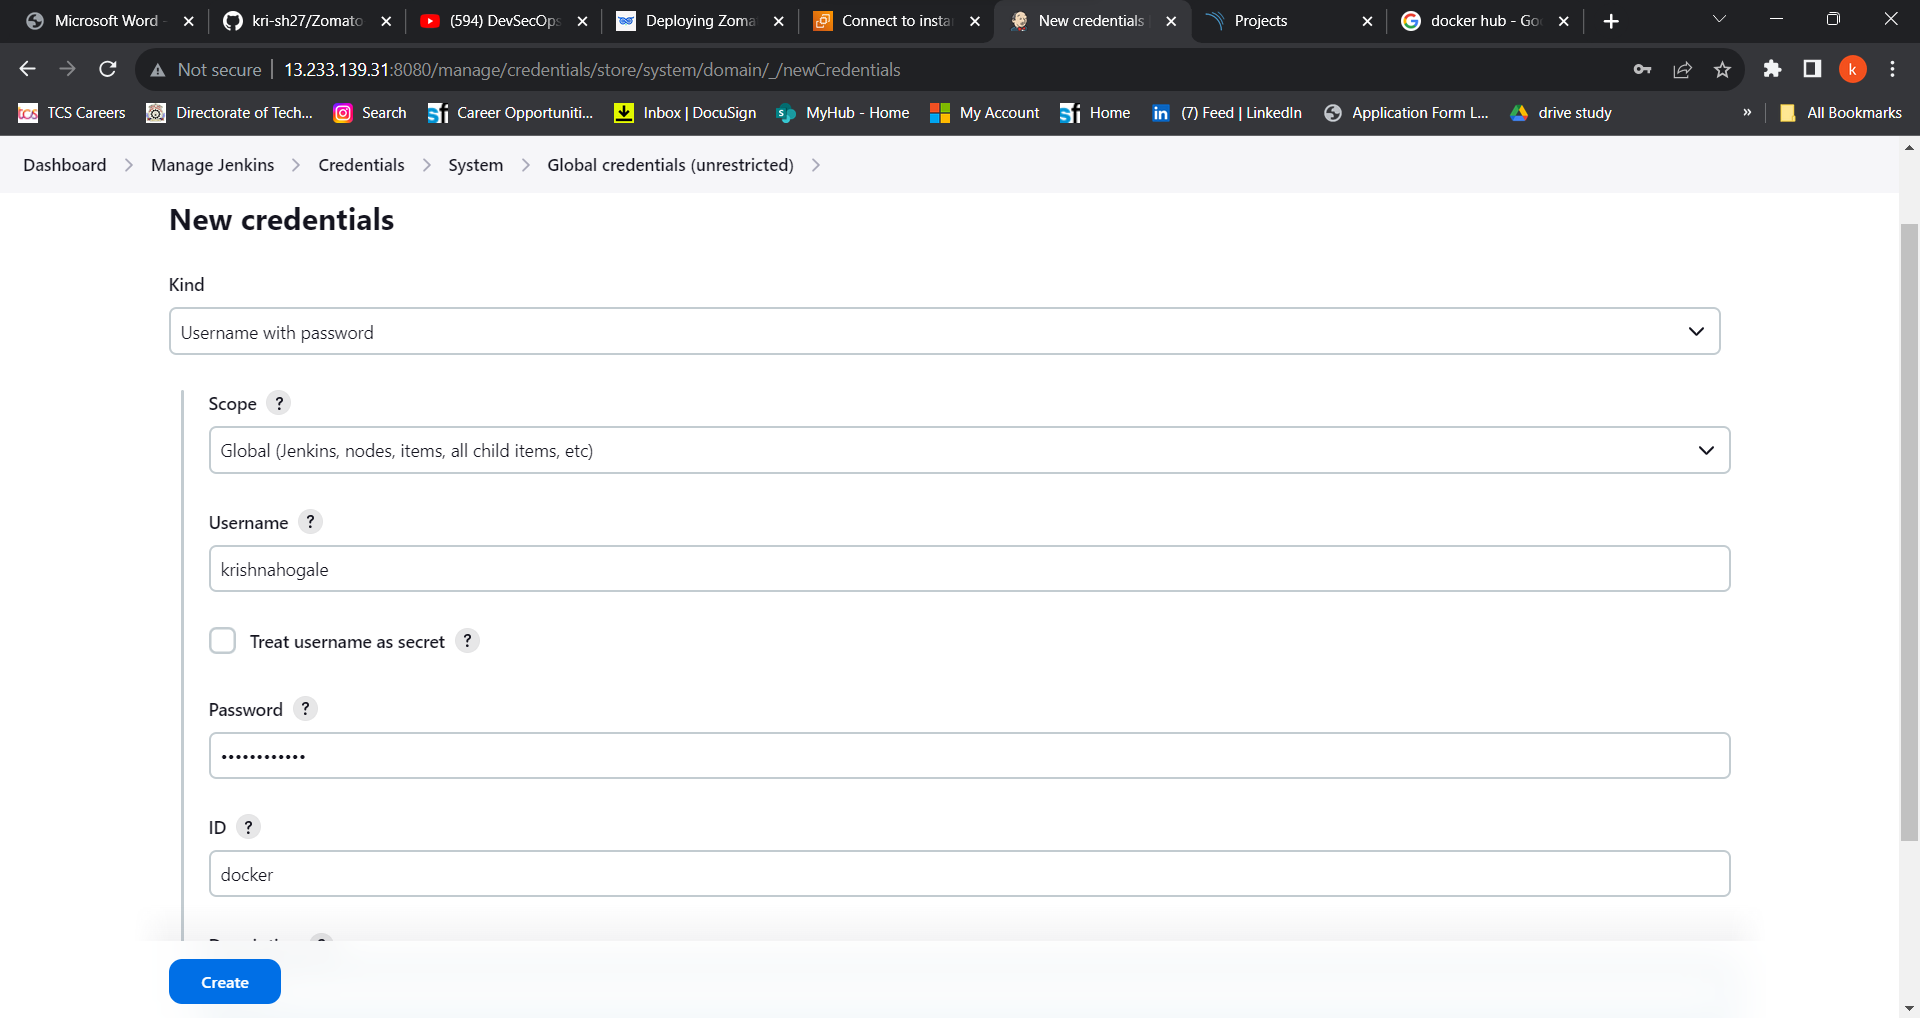 Microsoft Word - kri-sh27/Zomato (594) DevSecOps Deploying Zoma Connect to insta New credentials Projects docker hub - Goo
Not secure 13.233.139.31:8080/manage/credentials/store/system/domain/_/newCredentials k
tcs TCS Careers Directorate of Tech... Search Career Opportuniti... Inbox | DocuSign MyHub - Home My Account Home (7) Feed | LinkedIn Application Form L... drive study » All Bookmarks
Dashboard Manage Jenkins Credentials System Global credentials (unrestricted)
New credentials
Kind
Username with password
Scope ?
Global (Jenkins, nodes, items, all child items, etc)
Username ?
krishnahogale
Treat username as secret ?
Password ?
••••••••••••
ID ?
docker
Create